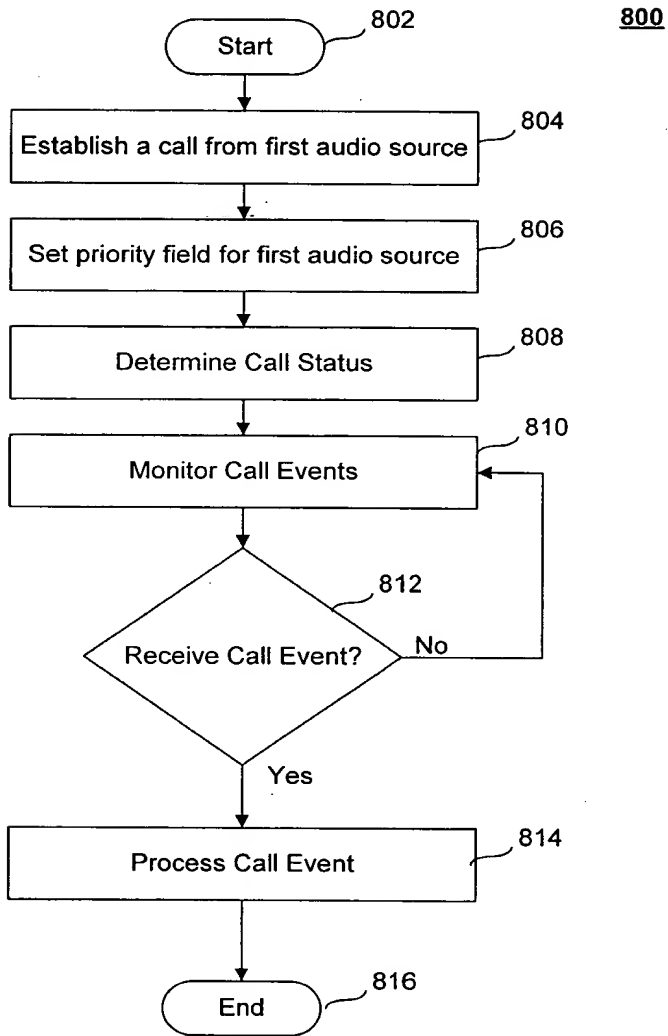 800
Start
802
Establish a call from first audio source
804
Set priority field for first audio source
806
Determine Call Status
808
Monitor Call Events
810
Receive Call Event?
812
No
Yes
Process Call Event
814
End
816